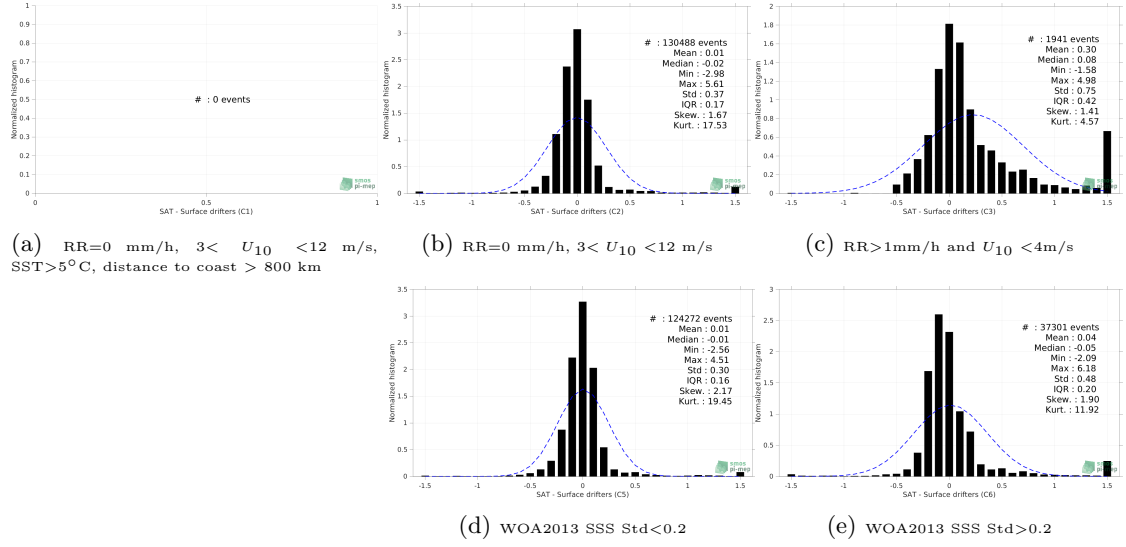 1
0.9
0.8
0.7
0.6
0.5
0.4
0.3
0.2
0.1
0
Normalized histogram
# : 0 events
smos
pi-mep
0 0.5 1
SAT - Surface drifters (C1)
(a) RR=0 mm/h, 3< U10 <12 m/s,
SST>5°C, distance to coast > 800 km
3.5
3
2.5
2
1.5
1
0.5
0
Normalized histogram
# : 130488 events
Mean : 0.01
Median : -0.02
Min : -2.98
Max : 5.61
Std : 0.37
IQR : 0.17
Skew. : 1.67
Kurt. : 17.53
smos
pi-mep
-1.5 -1 -0.5 0 0.5 1 1.5
SAT - Surface drifters (C2)
(b) RR=0 mm/h, 3< U10 <12 m/s
2
1.8
1.6
1.4
1.2
1
0.8
0.6
0.4
0.2
0
Normalized histogram
# : 1941 events
Mean : 0.30
Median : 0.08
Min : -1.58
Max : 4.98
Std : 0.75
IQR : 0.42
Skew. : 1.41
Kurt. : 4.57
smos
pi-mep
-1.5 -1 -0.5 0 0.5 1 1.5
SAT - Surface drifters (C3)
(c) RR>1mm/h and U10 <4m/s
3.5
3
2.5
2
1.5
1
0.5
0
Normalized histogram
# : 124272 events
Mean : 0.01
Median : -0.01
Min : -2.56
Max : 4.51
Std : 0.30
IQR : 0.16
Skew. : 2.17
Kurt. : 19.45
smos
pi-mep
-1.5 -1 -0.5 0 0.5 1 1.5
SAT - Surface drifters (C5)
(d) WOA2013 SSS Std<0.2
3
2.5
2
1.5
1
0.5
0
Normalized histogram
# : 37301 events
Mean : 0.04
Median : -0.05
Min : -2.09
Max : 6.18
Std : 0.48
IQR : 0.20
Skew. : 1.90
Kurt. : 11.92
smos
pi-mep
-1.5 -1 -0.5 0 0.5 1 1.5
SAT - Surface drifters (C6)
(e) WOA2013 SSS Std>0.2